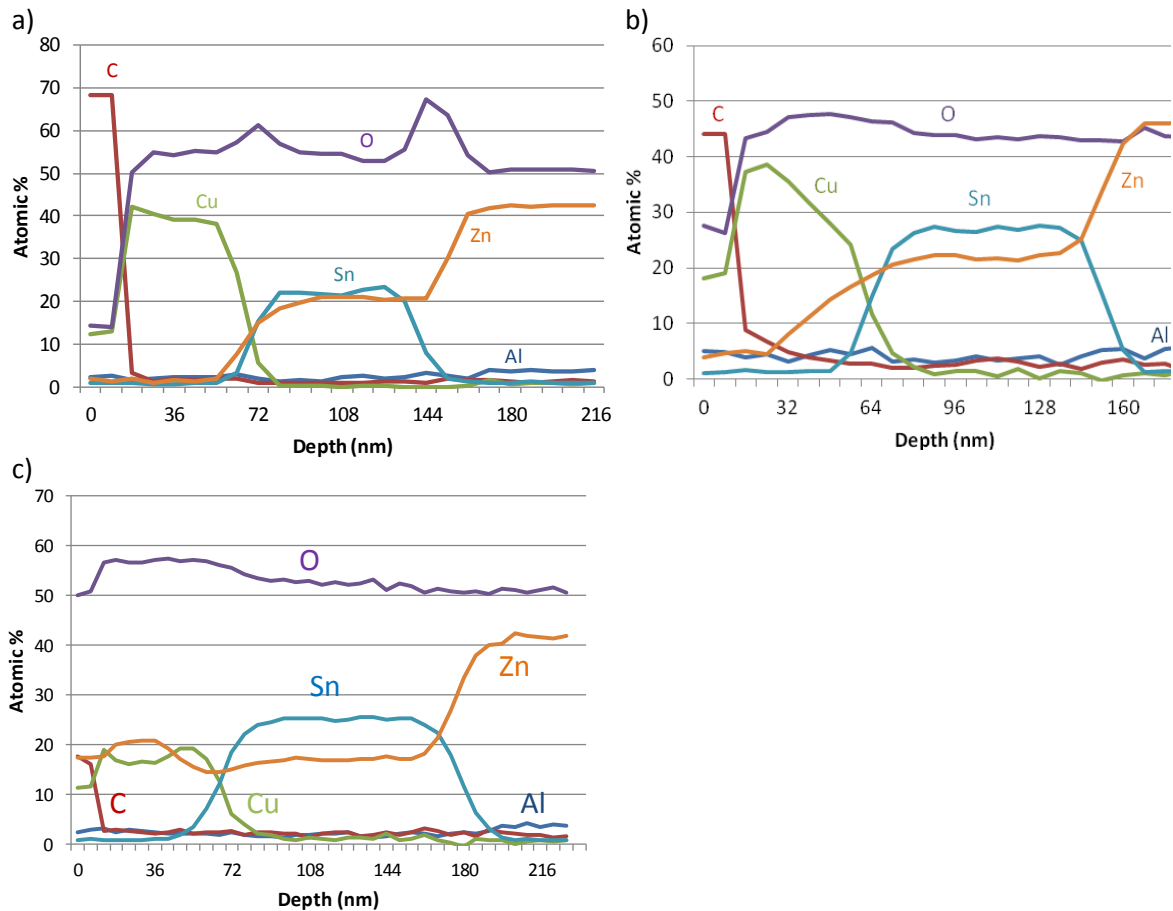 a)
80
70
60
50
40
30
20
10
0
Atomic %
C
O
Cu
Sn
Zn
Al
0 36 72 108 144 180 216
Depth (nm)
b)
60
50
40
30
20
10
0
Atomic %
C
O
Cu
Sn
Zn
Al
0 32 64 96 128 160
Depth (nm)
c)
70
60
50
40
30
20
10
0
Atomic %
O
Sn
Zn
C
Cu
Al
0 36 72 108 144 180 216
Depth (nm)